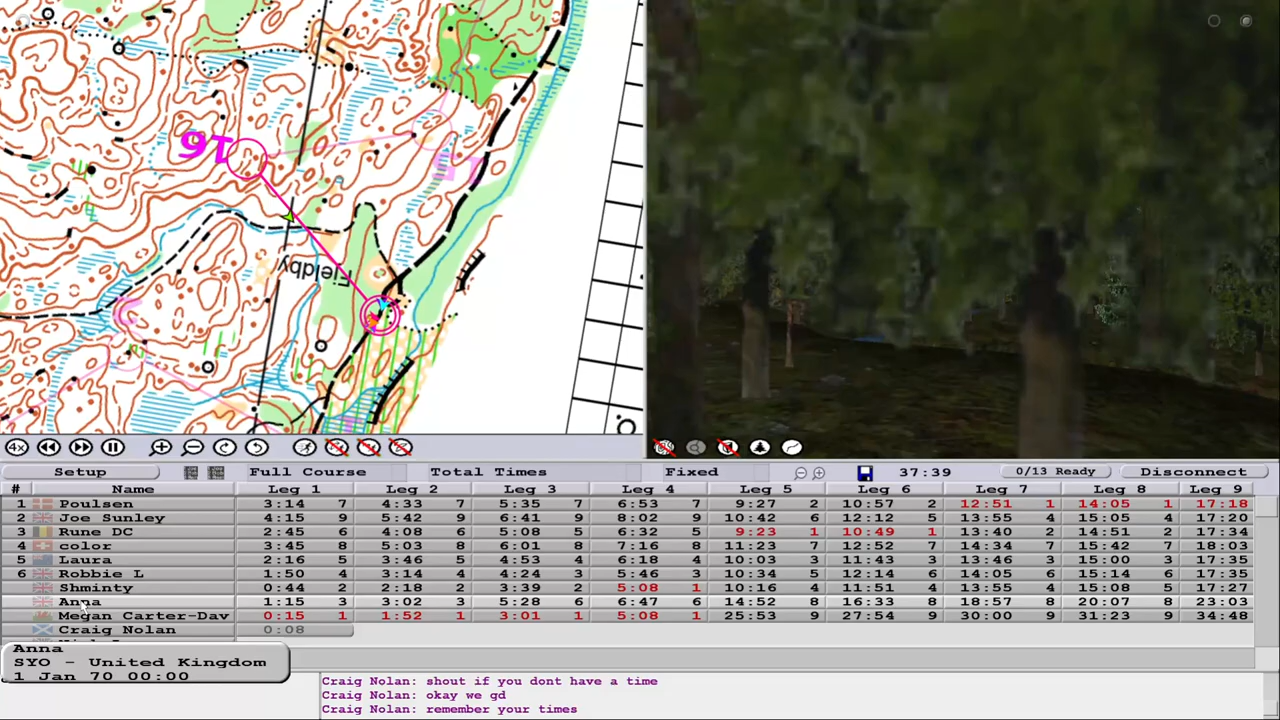 16
Fieldby
4x
Setup Full Course Total Times Fixed 37:39 0/13 Ready Disconnect
# Name Leg 1 Leg 2 Leg 3 Leg 4 Leg 5 Leg 6 Leg 7 Leg 8 Leg 9
1 Poulsen 3:14 7 4:33 7 5:35 7 6:53 7 9:27 2 10:57 2 12:51 1 14:05 1 17:18
2 Joe Sunley 4:15 9 5:42 9 6:41 9 8:02 9 10:42 6 12:12 5 13:55 4 15:05 4 17:20
3 Rune DC 2:45 6 4:08 6 5:08 5 6:32 5 9:23 1 10:49 1 13:40 2 14:51 2 17:34
4 color 3:45 8 5:03 8 6:01 8 7:16 8 11:23 7 12:52 7 14:34 7 15:42 7 18:03
5 Laura 2:16 5 3:46 5 4:53 4 6:18 4 10:03 3 11:43 3 13:46 3 15:00 3 17:35
6 Robbie L 1:50 4 3:14 4 4:24 3 5:46 3 10:34 5 12:14 6 14:05 6 15:14 6 17:35
Shminty 0:44 2 2:18 2 3:39 2 5:08 1 10:16 4 11:51 4 13:55 4 15:08 5 17:27
Anna 1:15 3 3:02 3 5:28 6 6:47 6 14:52 8 16:33 8 18:57 8 20:07 8 23:03
Megan Carter-Dav 0:15 1 1:52 1 3:01 1 5:08 1 25:53 9 27:54 9 30:00 9 31:23 9 34:48
Craig Nolan 0:08
Anna
SYO - United Kingdom
1 Jan 70 00:00
Craig Nolan: shout if you dont have a time
Craig Nolan: okay we gd
Craig Nolan: remember your times